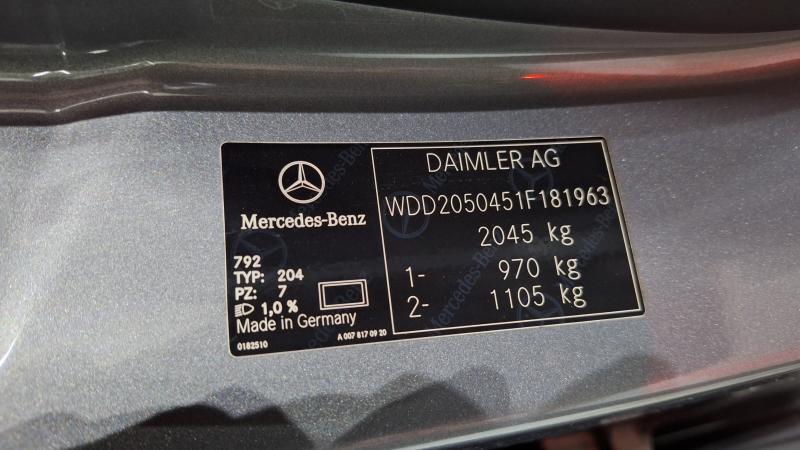 Mercedes-Benz
792
TYP: 204
PZ: 7
1,0 %
Made in Germany
0182510
A 007 817 09 20
DAIMLER AG
WDD2050451F181963
2045 kg
1- 970 kg
2- 1105 kg